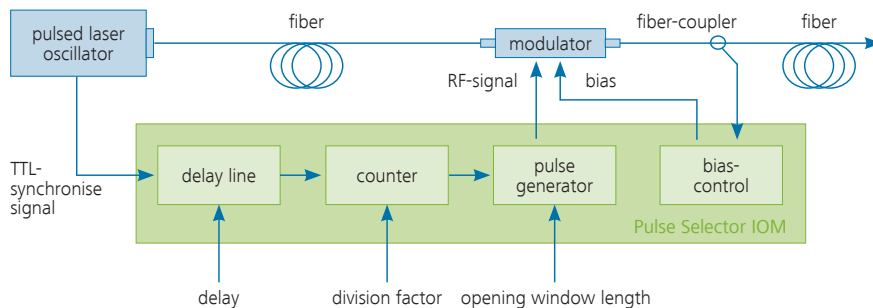 fiber
fiber-coupler
fiber
pulsed laser
oscillator
modulator
RF-signal
bias
TTL-
synchronise
signal
delay line
counter
pulse
generator
bias-
control
Pulse Selector IOM
delay
division factor
opening window length